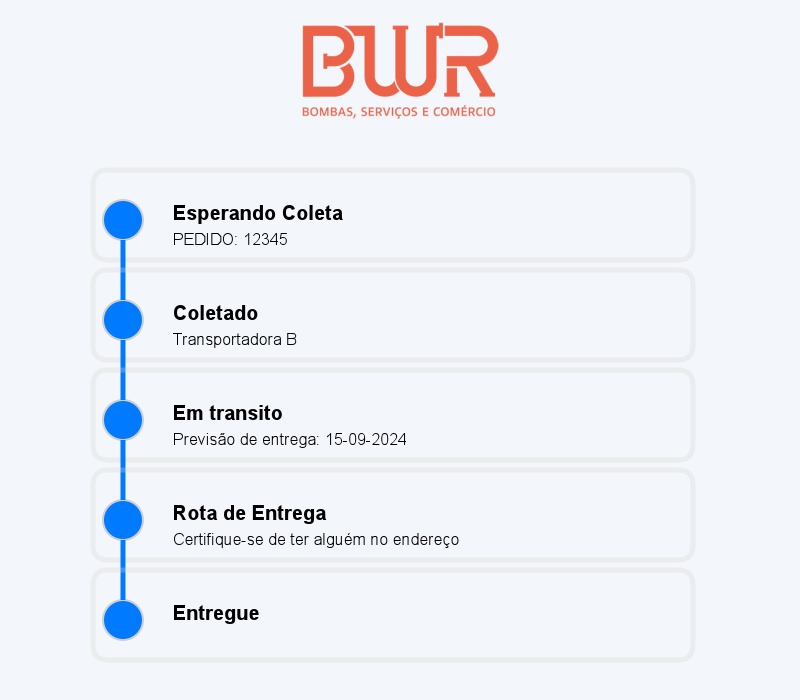 BWR
BOMBAS, SERVIÇOS E COMÉRCIO
Esperando Coleta
PEDIDO: 12345
Coletado
Transportadora B
Em transito
Previsão de entrega: 15-09-2024
Rota de Entrega
Certifique-se de ter alguém no endereço
Entregue